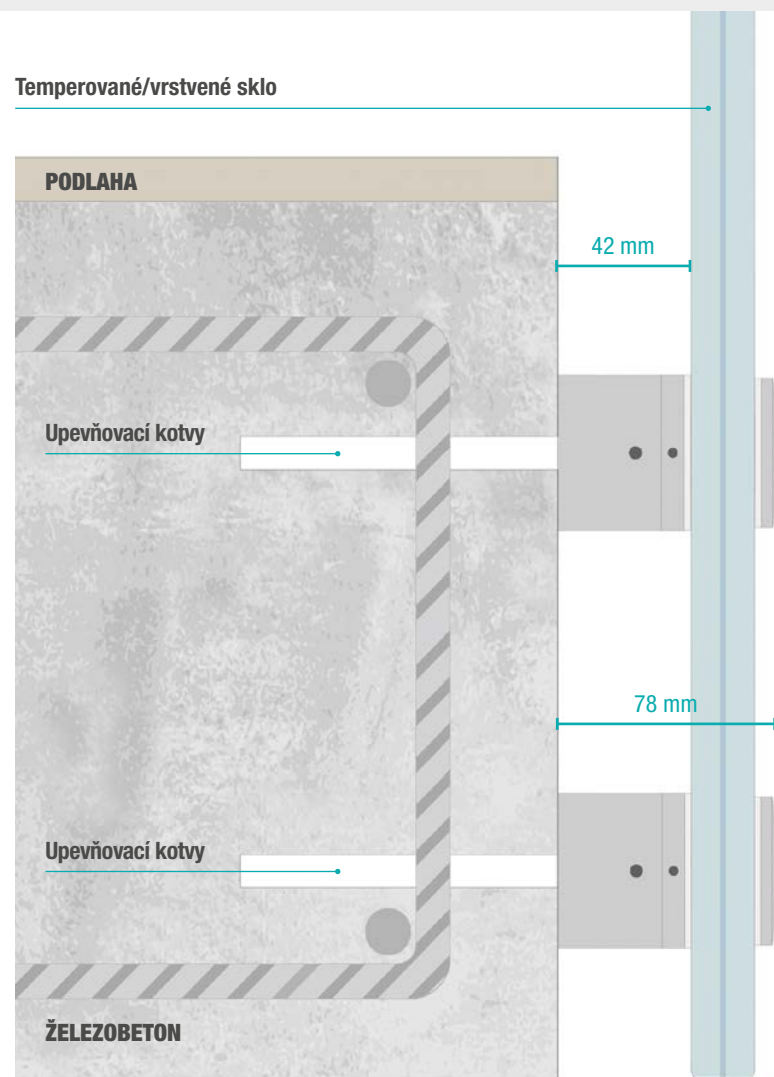 Temperované/vrstvené sklo
PODLAHA
42 mm
Upevňovací kotvy
78 mm
Upevňovací kotvy
ŽELEZOBETON